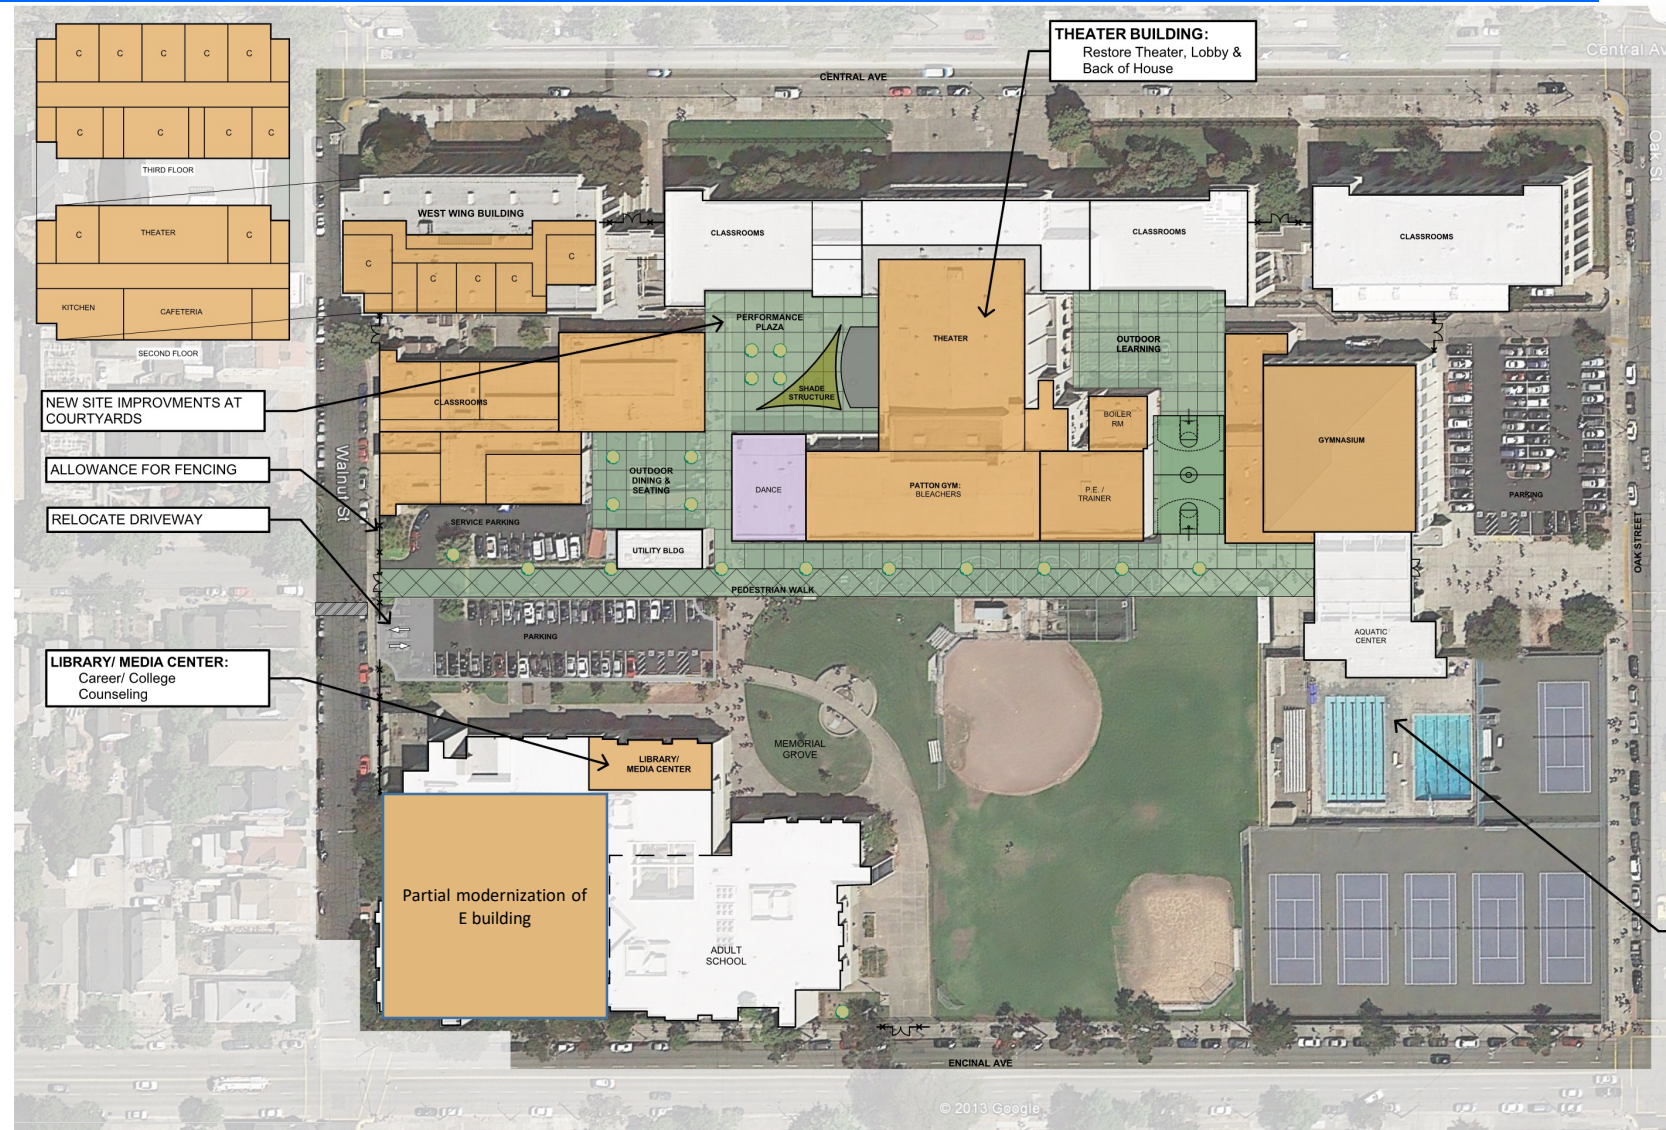 THEATER BUILDING:
Restore Theater, Lobby &
Back of House
Central Av
CENTRAL AVE
C
C
C
C
C
C
C
C
C
THIRD FLOOR
Oak St
C
THEATER
C
KITCHEN
CAFETERIA
SECOND FLOOR
WEST WING BUILDING
C
C
C
C
C
CLASSROOMS
CLASSROOMS
CLASSROOMS
PERFORMANCE
PLAZA
SHADE
STRUCTURE
THEATER
OUTDOOR
LEARNING
NEW SITE IMPROVMENTS AT
COURTYARDS
CLASSROOMS
BOILER
RM
GYMNASIUM
ALLOWANCE FOR FENCING
Walnut St
OUTDOOR
DINING &
SEATING
DANCE
PATTON GYM:
BLEACHERS
P.E. /
TRAINER
PARKING
RELOCATE DRIVEWAY
SERVICE PARKING
UTILITY BLDG
OAK STREET
PEDESTRIAN WALK
PARKING
AQUATIC
CENTER
LIBRARY/ MEDIA CENTER:
Career/ College
Counseling
LIBRARY/
MEDIA CENTER
MEMORIAL
GROVE
Partial modernization of
E building
ADULT
SCHOOL
ENCINAL AVE
© 2013 Google